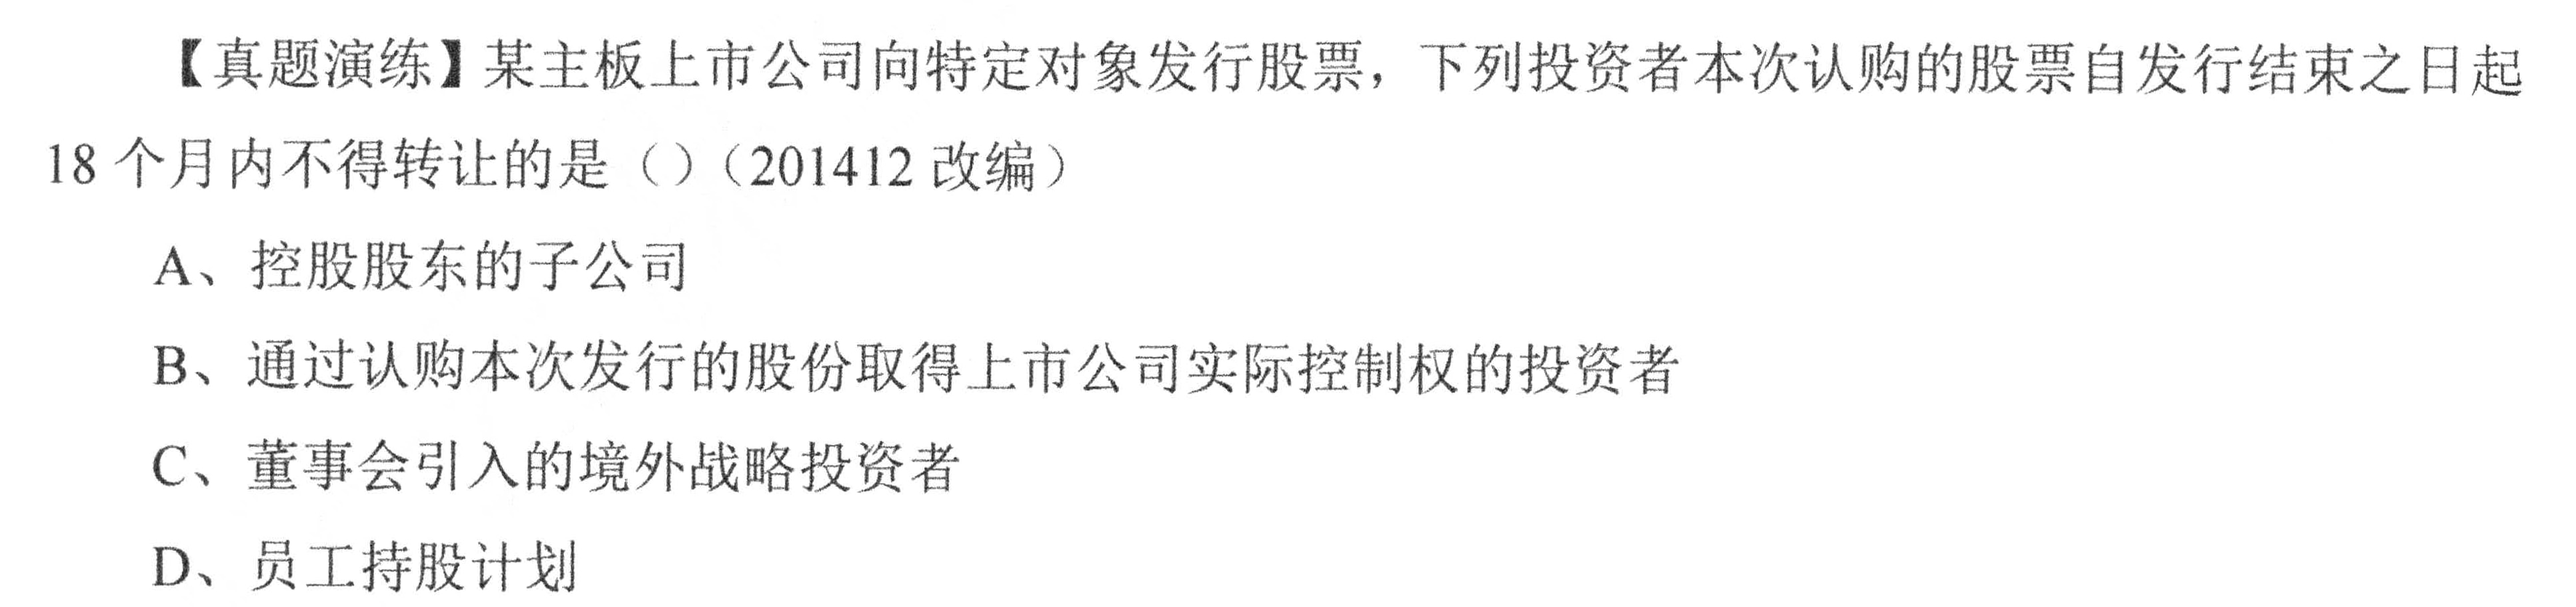 【真题演练】某主板上市公司向特定对象发行股票，下列投资者本次认购的股票自发行结束之日起
18 个月内不得转让的是（）（201412 改编）
A、控股股东的子公司
B、通过认购本次发行的股份取得上市公司实际控制权的投资者
C、董事会引入的境外战略投资者
D、员工持股计划